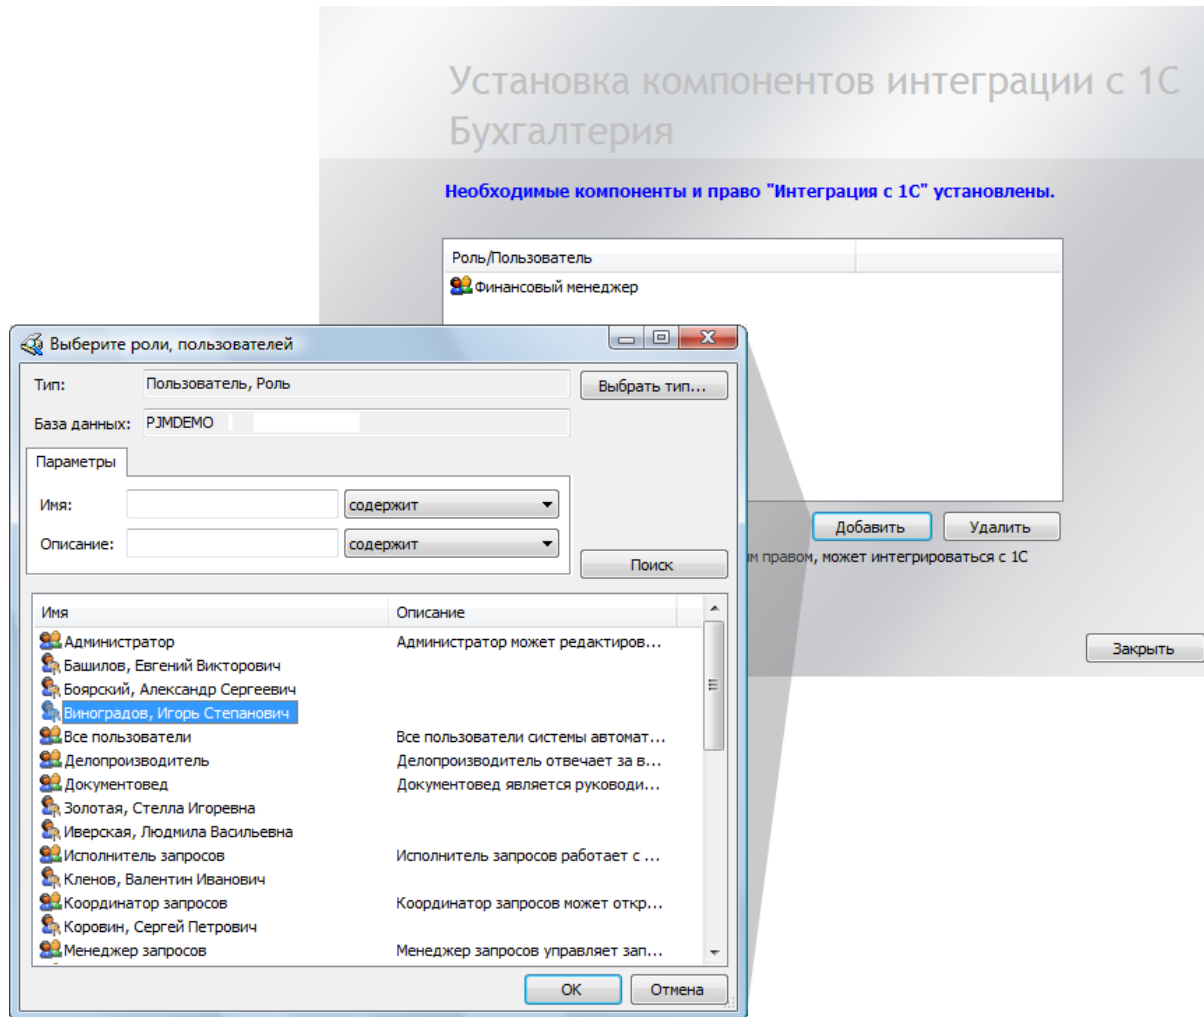 Установка компонентов интеграции с 1С
Бухгалтерия
Необходимые компоненты и право "Интеграция с 1С" установлены.
Роль/Пользователь
Финансовый менеджер
Добавить Удалить
правом, может интегрироваться с 1С
Закрыть
Выберите роли, пользователей
Тип: Пользователь, Роль Выбрать тип...
База данных: PJMDEMO
Параметры
Имя: содержит
Описание: содержит
Поиск
Имя Описание
Администратор Администратор может редактиров...
Башилов, Евгений Викторович
Боярский, Александр Сергеевич
Виноградов, Игорь Степанович
Все пользователи Все пользователи системы автомат...
Делопроизводитель Делопроизводитель отвечает за в...
Документовед Документовед является руководи...
Золотая, Стелла Игоревна
Иверская, Людмила Васильевна
Исполнитель запросов Исполнитель запросов работает с ...
Кленов, Валентин Иванович
Координатор запросов Координатор запросов может откр...
Коровин, Сергей Петрович
Менеджер запросов Менеджер запросов управляет зап...
ОК Отмена